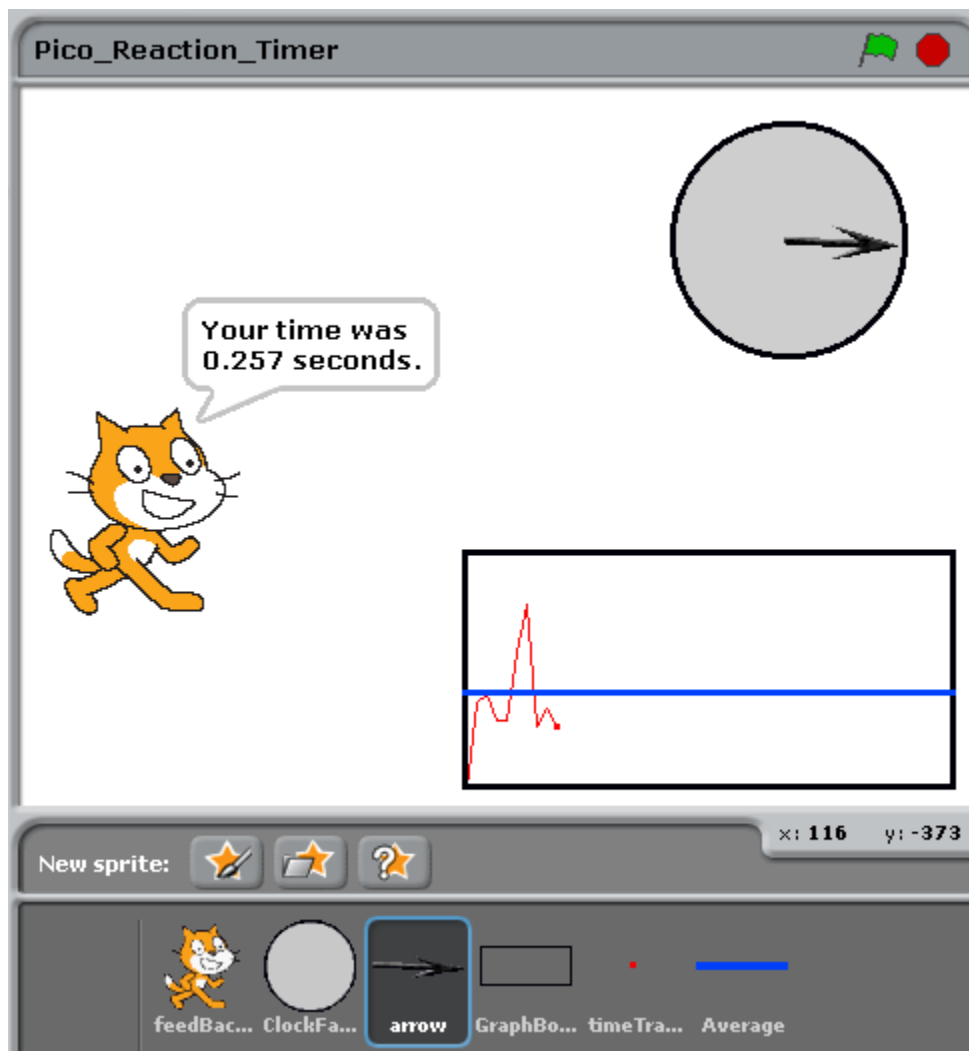 Pico_Reaction_Timer
Your time was
0.257 seconds.
x: 116 y: -373
New sprite:
feedBac... ClockFa... arrow GraphBo... timeTra... Average